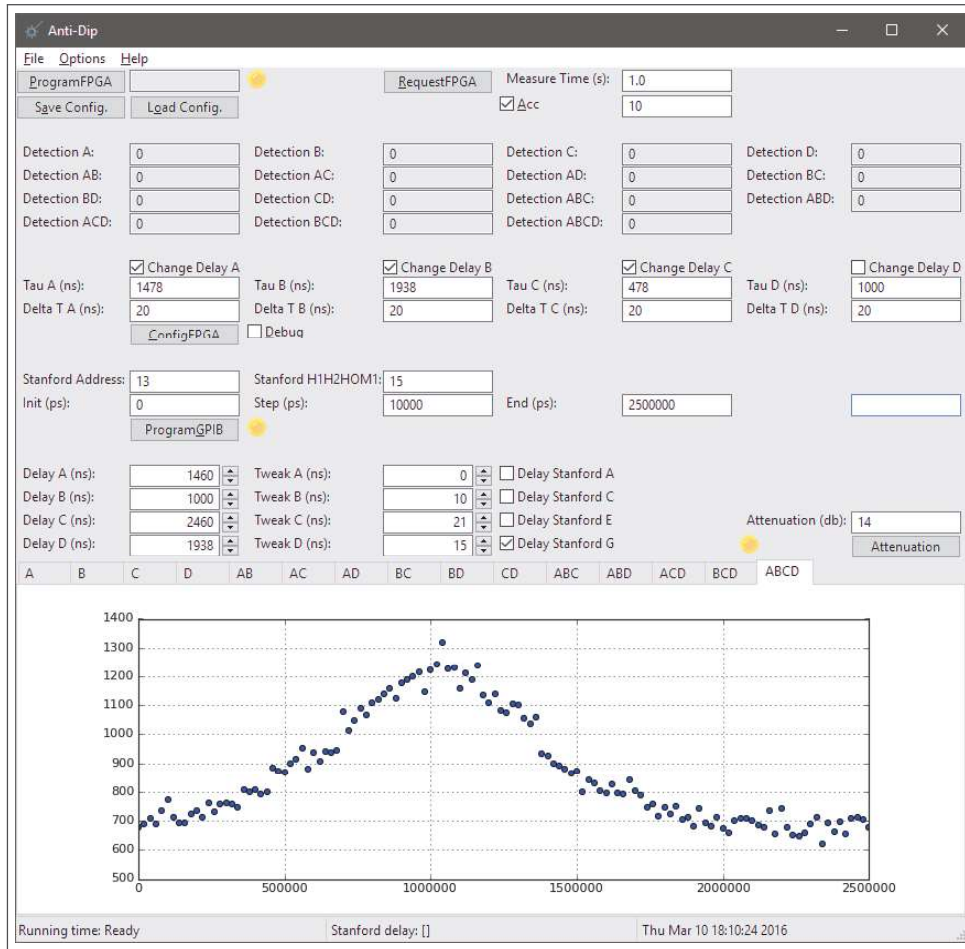 Anti-Dip
File Options Help
ProgramFPGA RequestFPGA Measure Time (s): 1.0
Save Config. Load Config. Acc 10
Detection A: 0 Detection B: 0 Detection C: 0 Detection D: 0
Detection AB: 0 Detection AC: 0 Detection AD: 0 Detection BC: 0
Detection BD: 0 Detection CD: 0 Detection ABC: 0 Detection ABD: 0
Detection ACD: 0 Detection BCD: 0 Detection ABCD: 0
Change Delay A Change Delay B Change Delay C Change Delay D
Tau A (ns): 1478 Tau B (ns): 1938 Tau C (ns): 478 Tau D (ns): 1000
Delta T A (ns): 20 Delta T B (ns): 20 Delta T C (ns): 20 Delta T D (ns): 20
ConfigFPGA Debug
Stanford Address: 13 Stanford H1H2HOM1: 15
Init (ps): 0 Step (ps): 10000 End (ps): 2500000
ProgramGPIB
Delay A (ns): 1460 Tweak A (ns): 0 Delay Stanford A
Delay B (ns): 1000 Tweak B (ns): 10 Delay Stanford C
Delay C (ns): 2460 Tweak C (ns): 21 Delay Stanford E Attenuation (db): 14
Delay D (ns): 1938 Tweak D (ns): 15 Delay Stanford G Attenuation
A B C D AB AC AD BC BD CD ABC ABD ACD BCD ABCD
1400
1300
1200
1100
1000
900
800
700
600
500
0 500000 1000000 1500000 2000000 2500000
Running time: Ready Stanford delay: [] Thu Mar 10 18:10:24 2016